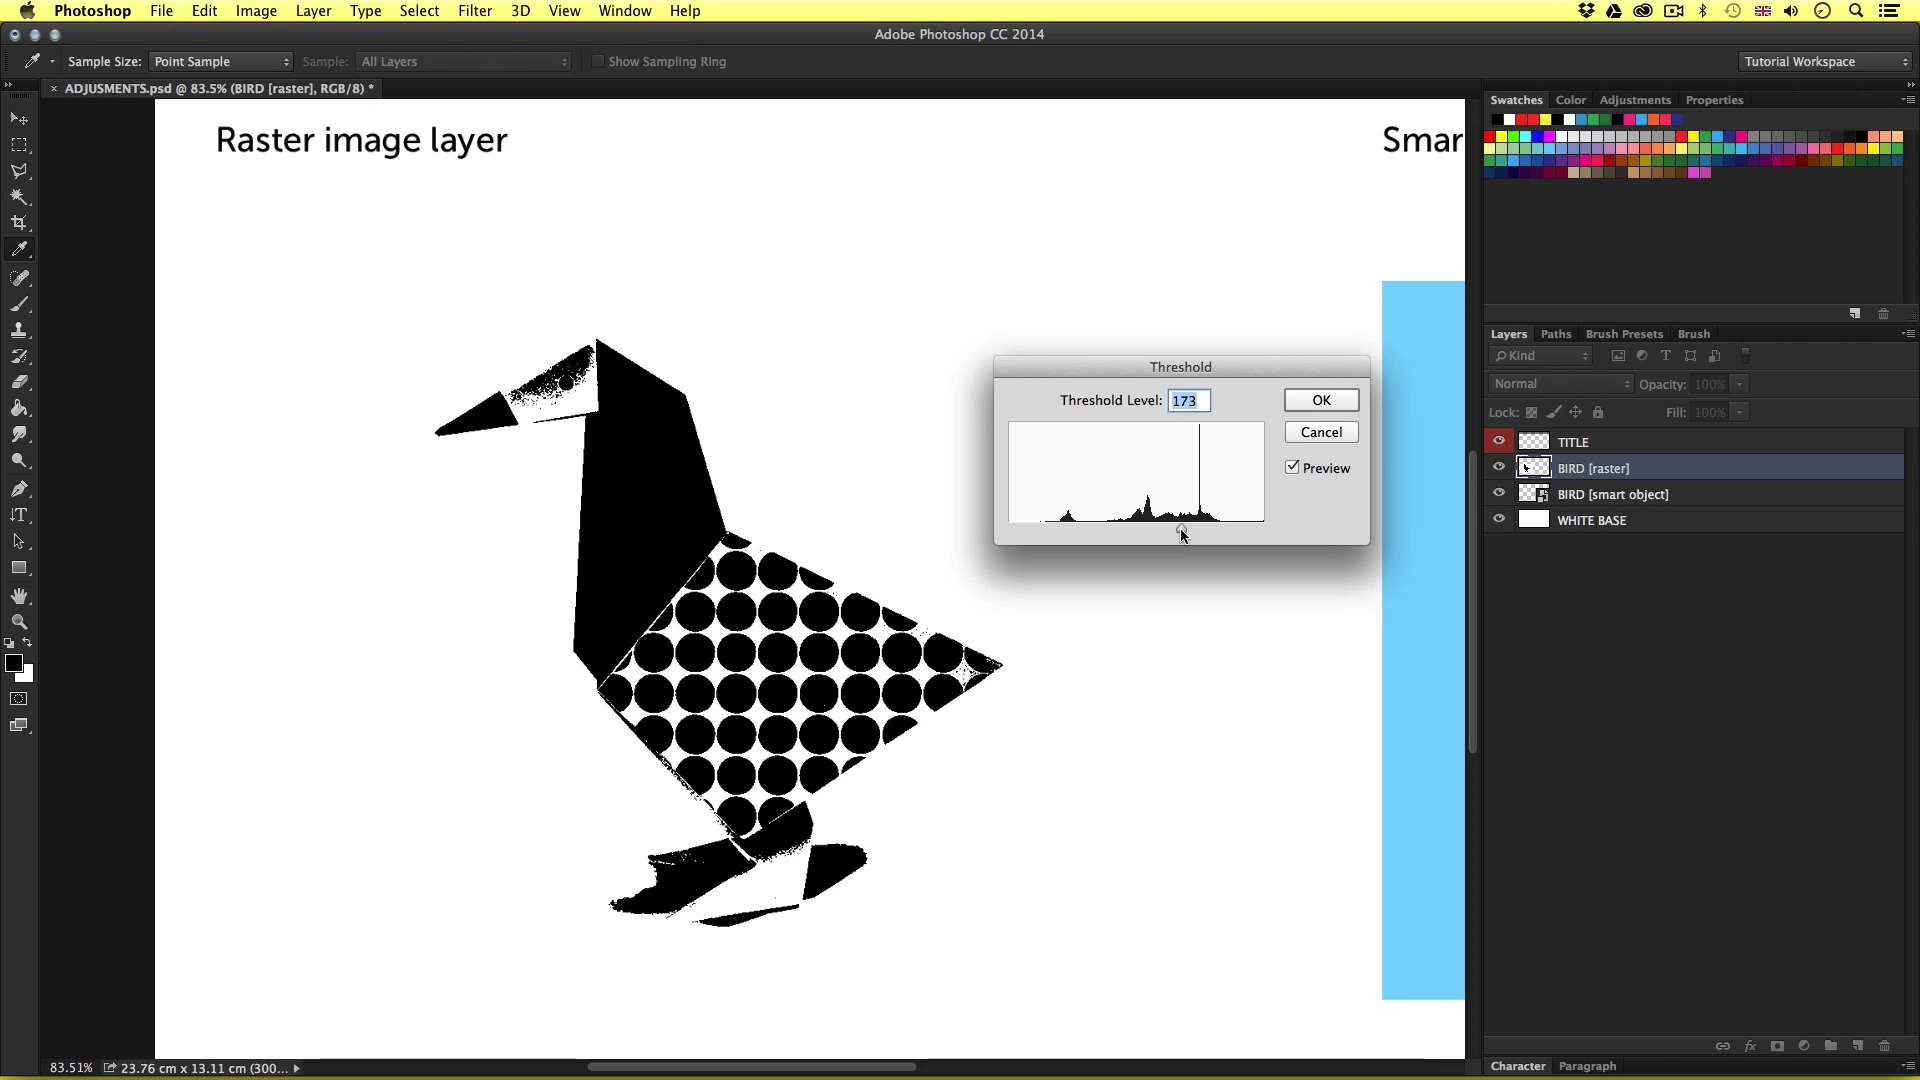 Photoshop File Edit Image Layer Type Select Filter 3D View Window Help
Adobe Photoshop CC 2014
Sample Size: Point Sample Sample: All Layers Show Sampling Ring Tutorial Workspace
× ADJUSMENTS.psd @ 83.5% (BIRD [raster], RGB/8) *
Swatches Color Adjustments Properties
Raster image layer
Smar
Layers Paths Brush Presets Brush
Kind
Normal Opacity: 100%
Lock: Fill: 100%
TITLE
BIRD [raster]
BIRD [smart object]
WHITE BASE
Threshold
Threshold Level: 173
OK
Cancel
Preview
83.51% 23.76 cm x 13.11 cm (300...
Character Paragraph